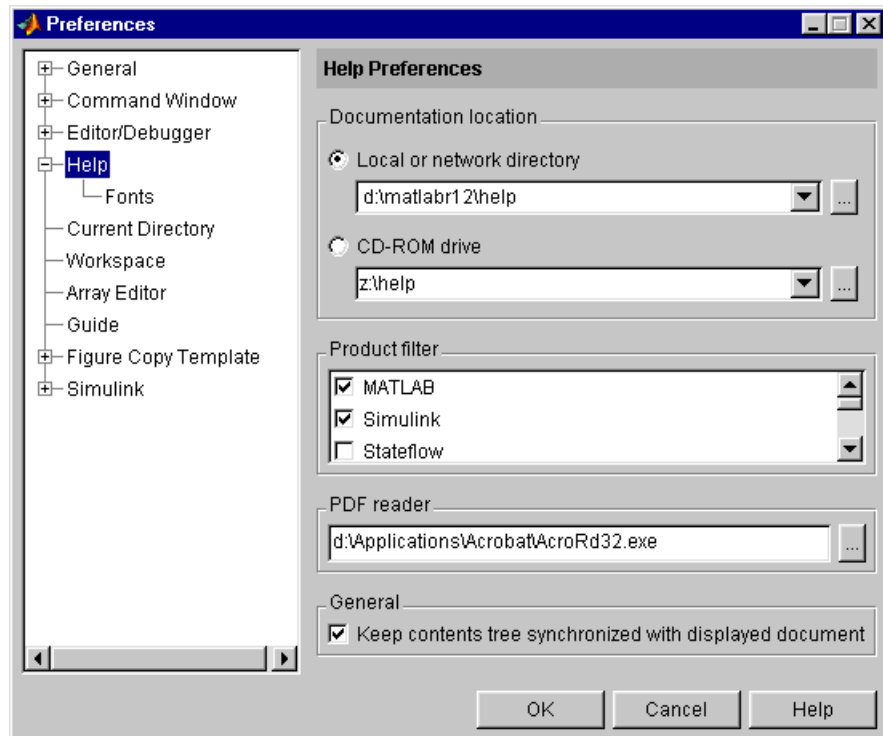 Preferences
General
Command Window
Editor/Debugger
Help
Fonts
Current Directory
Workspace
Array Editor
Guide
Figure Copy Template
Simulink
Help Preferences
Documentation location
Local or network directory
d:\matlabr12\help
...
CD-ROM drive
z:\help
...
Product filter
MATLAB
Simulink
Stateflow
PDF reader
d:\Applications\Acrobat\AcroRd32.exe
...
General
Keep contents tree synchronized with displayed document
OK
Cancel
Help